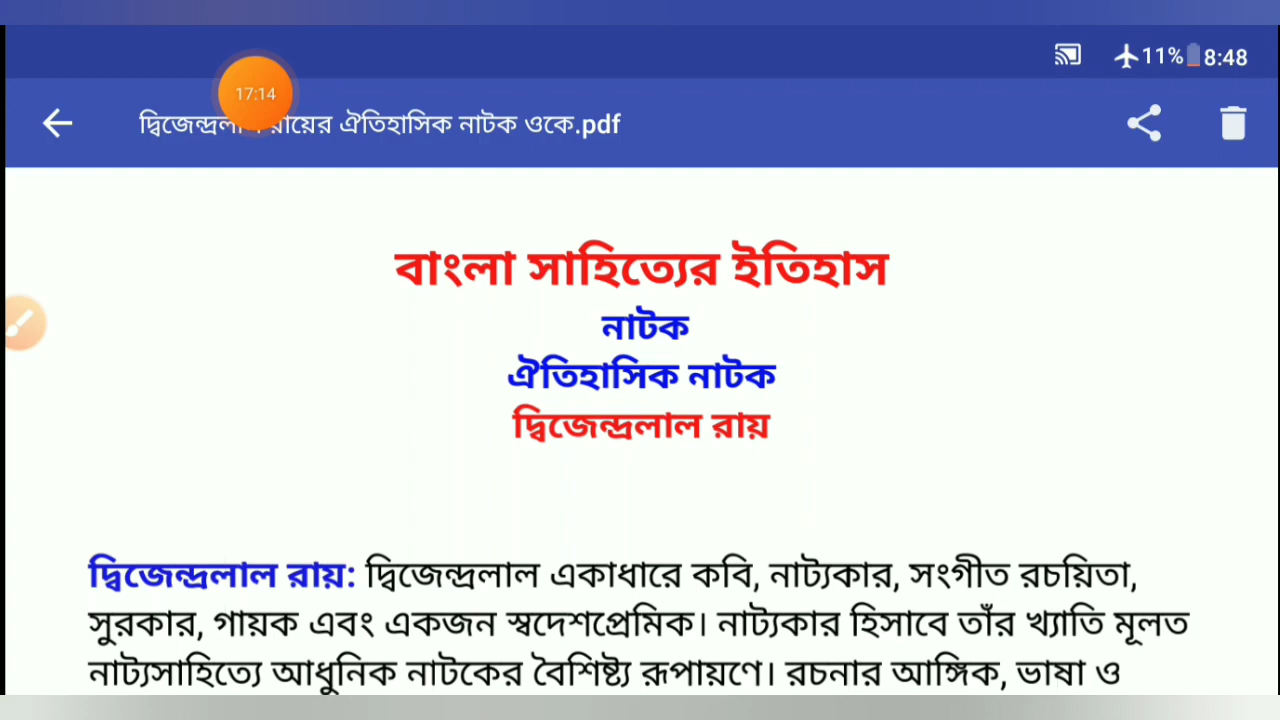 11% 8:48
17:14
রায়ের ঐতিহাসিক নাটক ওকে.pdf
বাংলা সাহিত্যের ইতিহাস
নাটক
ঐতিহাসিক নাটক
দ্বিজেন্দ্রলাল রায়
দ্বিজেন্দ্রলাল রায়: দ্বিজেন্দ্রলাল একাধারে কবি, নাট্যকার, সংগীত রচয়িতা,
সুরকার, গায়ক এবং একজন স্বদেশপ্রেমিক। নাট্যকার হিসাবে তাঁর খ্যাতি মূলত
নাট্যসাহিত্যে আধুনিক নাটকের বৈশিষ্ট্য রূপায়ণে। রচনার আঙ্গিক, ভাষা ও